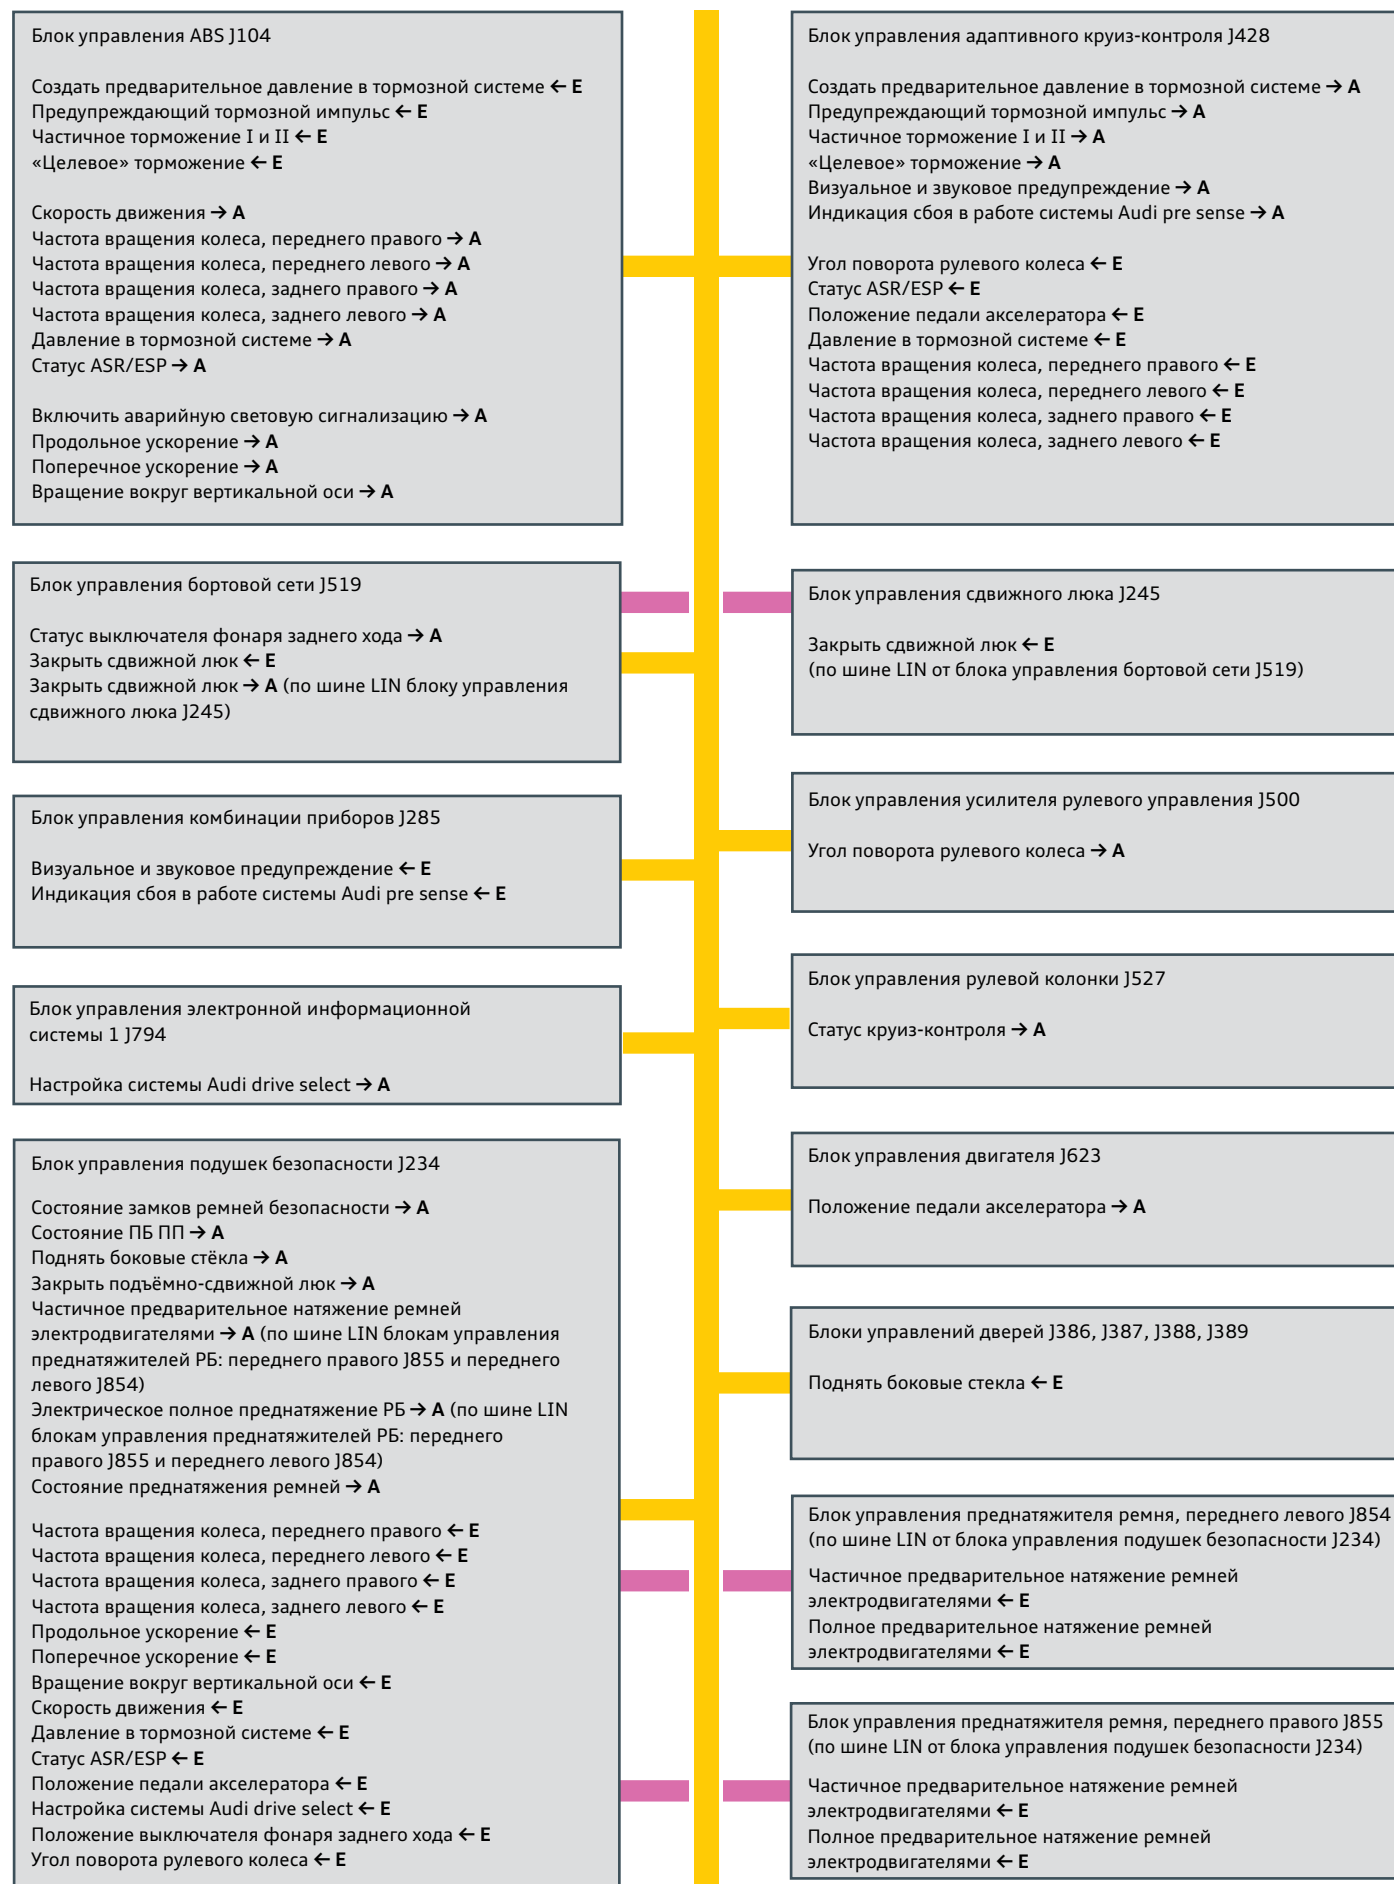 Блок управления ABS J104
Создать предварительное давление в тормозной системе ← E
Предупреждающий тормозной импульс ← E
Частичное торможение I и II ← E
«Целевое» торможение ← E
Скорость движения → A
Частота вращения колеса, переднего правого → A
Частота вращения колеса, переднего левого → A
Частота вращения колеса, заднего правого → A
Частота вращения колеса, заднего левого → A
Давление в тормозной системе → A
Статус ASR/ESP → A
Включить аварийную световую сигнализацию → A
Продольное ускорение → A
Поперечное ускорение → A
Вращение вокруг вертикальной оси → A
Блок управления адаптивного круиз-контроля J428
Создать предварительное давление в тормозной системе → A
Предупреждающий тормозной импульс → A
Частичное торможение I и II → A
«Целевое» торможение → A
Визуальное и звуковое предупреждение → A
Индикация сбоя в работе системы Audi pre sense → A
Угол поворота рулевого колеса ← E
Статус ASR/ESP ← E
Положение педали акселератора ← E
Давление в тормозной системе ← E
Частота вращения колеса, переднего правого ← E
Частота вращения колеса, переднего левого ← E
Частота вращения колеса, заднего правого ← E
Частота вращения колеса, заднего левого ← E
Блок управления бортовой сети J519
Статус выключателя фонаря заднего хода → A
Закрыть сдвижной люк ← E
Закрыть сдвижной люк → A (по шине LIN блоку управления
сдвижного люка J245)
Блок управления сдвижного люка J245
Закрыть сдвижной люк ← E
(по шине LIN от блока управления бортовой сети J519)
Блок управления комбинации приборов J285
Визуальное и звуковое предупреждение ← E
Индикация сбоя в работе системы Audi pre sense ← E
Блок управления усилителя рулевого управления J500
Угол поворота рулевого колеса → A
Блок управления электронной информационной
системы 1 J794
Настройка системы Audi drive select → A
Блок управления рулевой колонки J527
Статус круиз-контроля → A
Блок управления двигателя J623
Положение педали акселератора → A
Блоки управлений дверей J386, J387, J388, J389
Поднять боковые стекла ← E
Блок управления подушек безопасности J234
Состояние замков ремней безопасности → A
Состояние ПБ ПП → A
Поднять боковые стёкла → A
Закрыть подъёмно-сдвижной люк → A
Частичное предварительное натяжение ремней
электродвигателями → A (по шине LIN блокам управления
преднатяжителей РБ: переднего правого J855 и переднего
левого J854)
Электрическое полное преднатяжение РБ → A (по шине LIN
блокам управления преднатяжителей РБ: переднего
правого J855 и переднего левого J854)
Состояние преднатяжения ремней → A
Частота вращения колеса, переднего правого ← E
Частота вращения колеса, переднего левого ← E
Частота вращения колеса, заднего правого ← E
Частота вращения колеса, заднего левого ← E
Продольное ускорение ← E
Поперечное ускорение ← E
Вращение вокруг вертикальной оси ← E
Скорость движения ← E
Давление в тормозной системе ← E
Статус ASR/ESP ← E
Положение педали акселератора ← E
Настройка системы Audi drive select ← E
Положение выключателя фонаря заднего хода ← E
Угол поворота рулевого колеса ← E
Блок управления преднатяжителя ремня, переднего левого J854
(по шине LIN от блока управления подушек безопасности J234)
Частичное предварительное натяжение ремней
электродвигателями ← E
Полное предварительное натяжение ремней
электродвигателями ← E
Блок управления преднатяжителя ремня, переднего правого J855
(по шине LIN от блока управления подушек безопасности J234)
Частичное предварительное натяжение ремней
электродвигателями ← E
Полное предварительное натяжение ремней
электродвигателями ← E